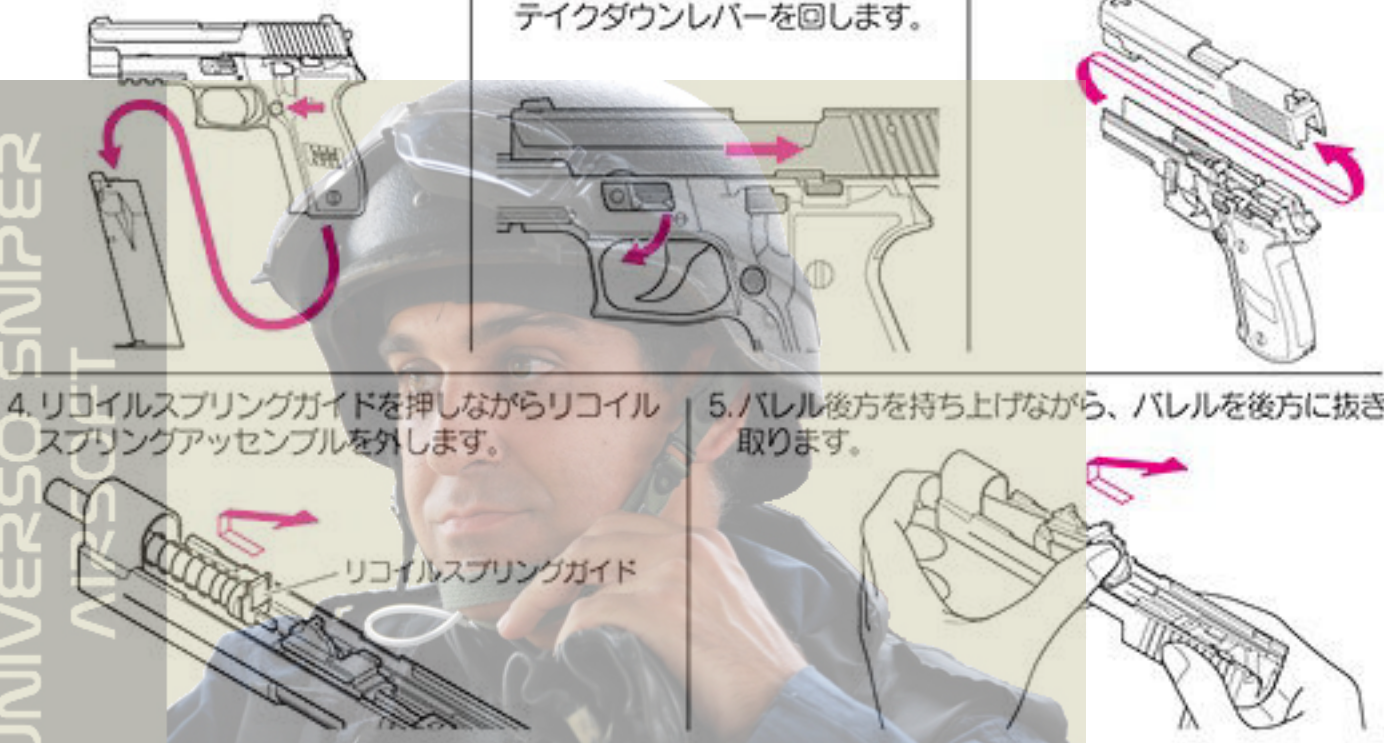 テイクダウンレバーを回します。
4. リコイルスプリングガイドを押しながらリコイル
スプリングアッセンブルを外します。
リコイルスプリングガイド
5. バレル後方を持ち上げながら、バレルを後方に抜き
取ります。
UNIVERSO SNIPER
AIRSOFT